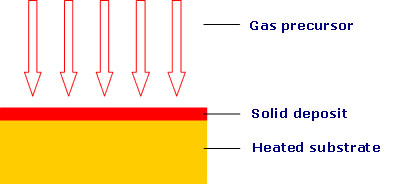 Gas precursor
Solid deposit
Heated substrate